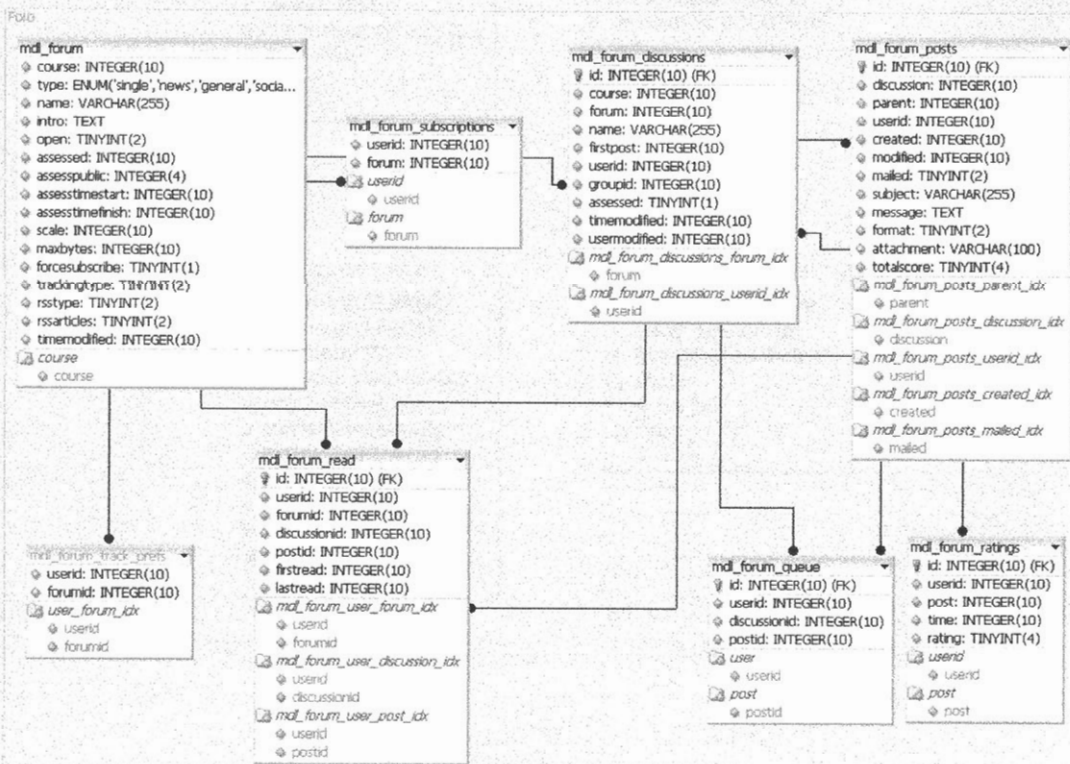 Foro
mdl_forum
course: INTEGER(10)
type: ENUM('single','news','general','socia...
name: VARCHAR(255)
intro: TEXT
open: TINYINT(2)
assessed: INTEGER(10)
assesspublic: INTEGER(4)
assesstimestart: INTEGER(10)
assesstimefinish: INTEGER(10)
scale: INTEGER(10)
maxbytes: INTEGER(10)
forcesubscribe: TINYINT(1)
trackingtype: TINYINT(2)
rsstype: TINYINT(2)
rssarticles: TINYINT(2)
timemodified: INTEGER(10)
course
course
mdl_forum_subscriptions
userid: INTEGER(10)
forum: INTEGER(10)
userid
userid
forum
forum
mdl_forum_discussions
id: INTEGER(10) (FK)
course: INTEGER(10)
forum: INTEGER(10)
name: VARCHAR(255)
firstpost: INTEGER(10)
userid: INTEGER(10)
groupid: INTEGER(10)
assessed: TINYINT(1)
timemodified: INTEGER(10)
usermodified: INTEGER(10)
mdl_forum_discussions_forum_idx
forum
mdl_forum_discussions_userid_idx
userid
mdl_forum_posts
id: INTEGER(10) (FK)
discussion: INTEGER(10)
parent: INTEGER(10)
userid: INTEGER(10)
created: INTEGER(10)
modified: INTEGER(10)
mailed: TINYINT(2)
subject: VARCHAR(255)
message: TEXT
format: TINYINT(2)
attachment: VARCHAR(100)
totalscore: TINYINT(4)
mdl_forum_posts_parent_idx
parent
mdl_forum_posts_discussion_idx
discussion
mdl_forum_posts_userid_idx
userid
mdl_forum_posts_created_idx
created
mdl_forum_posts_mailed_idx
mailed
mdl_forum_track_prefs
userid: INTEGER(10)
forumid: INTEGER(10)
user_forum_idx
userid
forumid
mdl_forum_read
id: INTEGER(10) (FK)
userid: INTEGER(10)
forumid: INTEGER(10)
discussionid: INTEGER(10)
postid: INTEGER(10)
firstread: INTEGER(10)
lastread: INTEGER(10)
mdl_forum_user_forum_idx
userid
forumid
mdl_forum_user_discussion_idx
userid
discussionid
mdl_forum_user_post_idx
userid
postid
mdl_forum_queue
id: INTEGER(10) (FK)
userid: INTEGER(10)
discussionid: INTEGER(10)
postid: INTEGER(10)
user
userid
post
postid
mdl_forum_ratings
id: INTEGER(10) (FK)
userid: INTEGER(10)
post: INTEGER(10)
time: INTEGER(10)
rating: TINYINT(4)
userid
userid
post
post